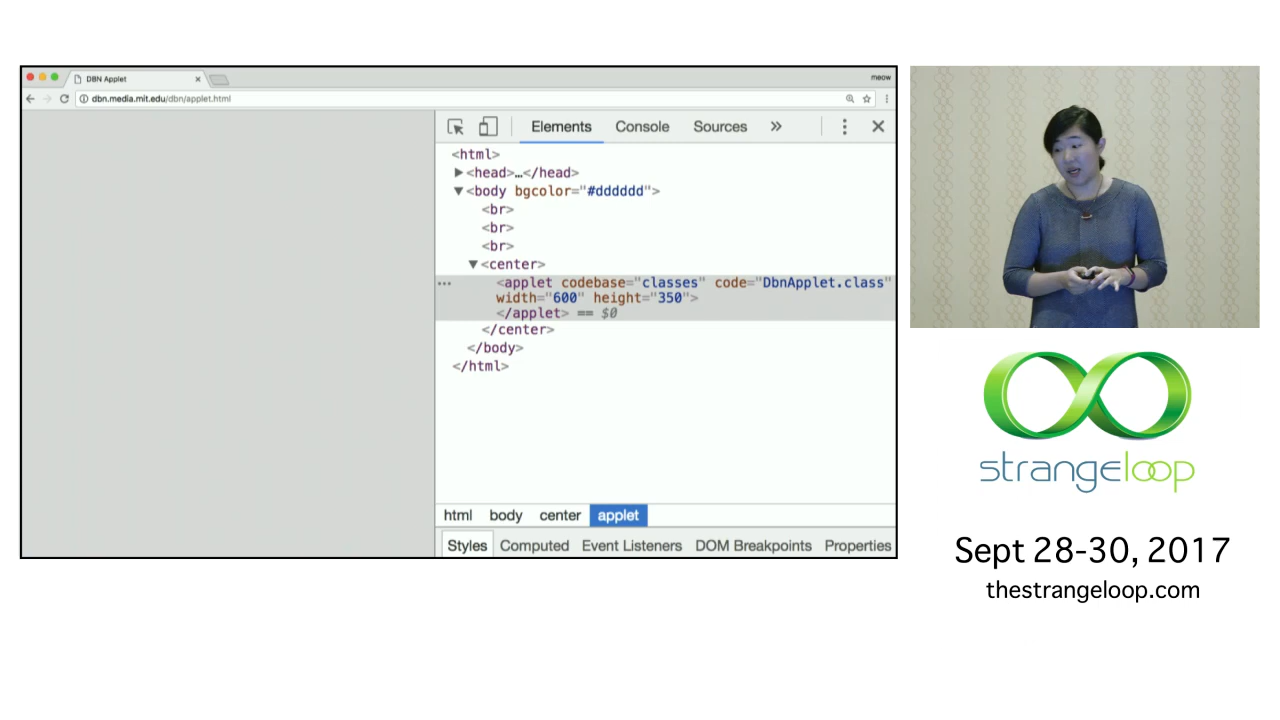 DBN Applet
meow
dbn.media.mit.edu/dbn/applet.html
Elements Console Sources »
<html>
<head>…</head>
<body bgcolor="#dddddd">
<br>
<br>
<br>
<center>
<applet codebase="classes" code="DbnApplet.class"
width="600" height="350">
</applet> == $0
</center>
</body>
</html>
html body center applet
Styles Computed Event Listeners DOM Breakpoints Properties
strangeloop
Sept 28-30, 2017
thestrangeloop.com